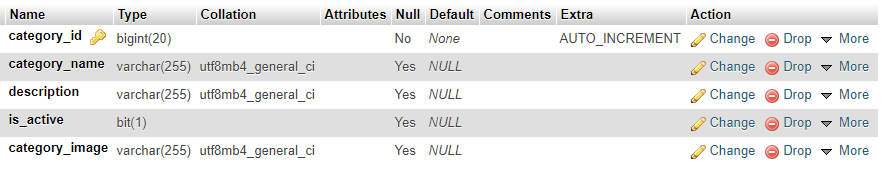 Name Type Collation Attributes Null Default Comments Extra Action
category_id bigint(20) No None AUTO_INCREMENT Change Drop More
category_name varchar(255) utf8mb4_general_ci Yes NULL Change Drop More
description varchar(255) utf8mb4_general_ci Yes NULL Change Drop More
is_active bit(1) Yes NULL Change Drop More
category_image varchar(255) utf8mb4_general_ci Yes NULL Change Drop More